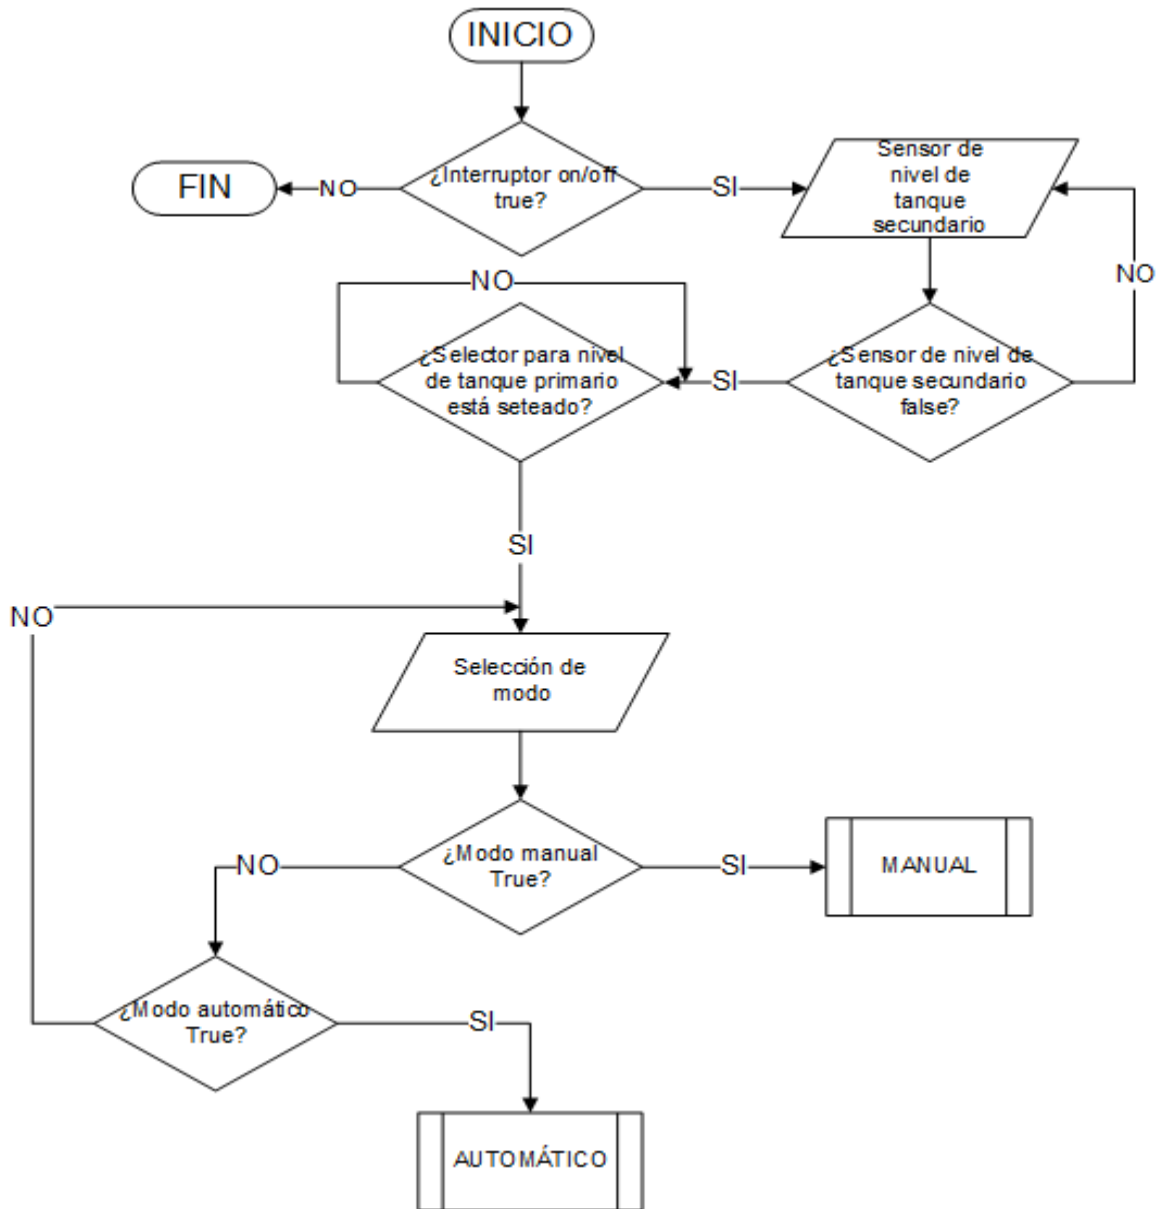 INICIO
¿Interruptor on/off
true?
NO
FIN
SI
Sensor de
nivel de
tanque
secundario
NO
¿Sensor de nivel de
tanque secundario
false?
SI
NO
¿Selector para nivel
de tanque primario
está seteado?
SI
NO
Selección de
modo
¿Modo manual
True?
SI
MANUAL
NO
¿Modo automático
True?
SI
AUTOMÁTICO